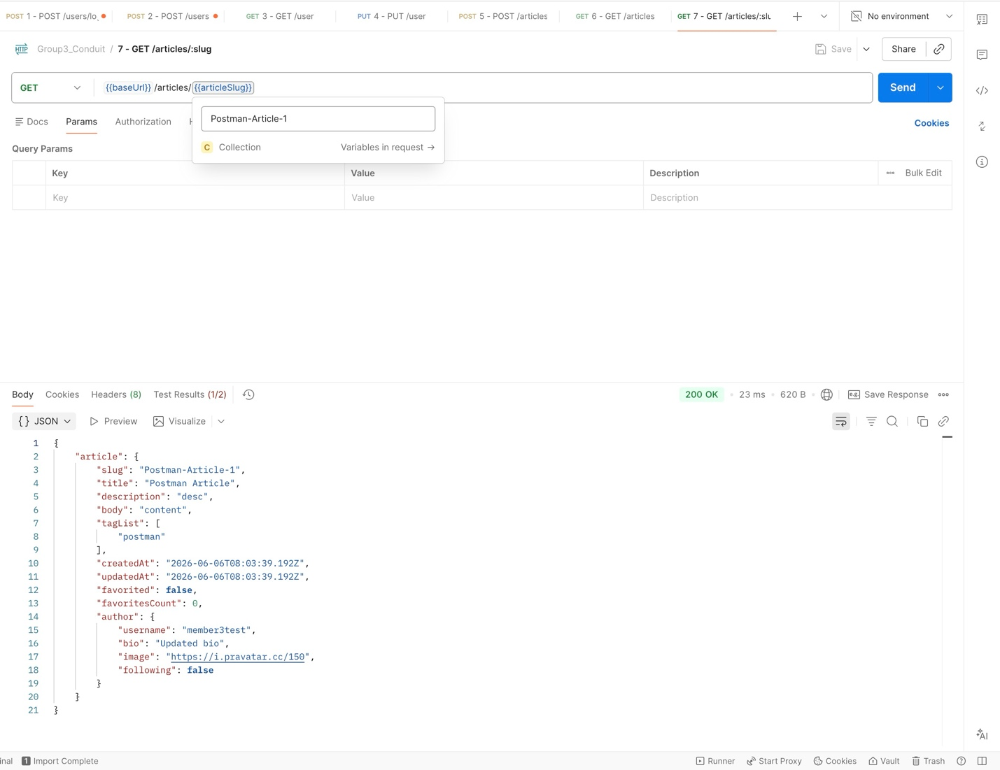 POST 1 - POST /users/lo
POST 2 - POST /users
GET 3 - GET /user
PUT 4 - PUT /user
POST 5 - POST /articles
GET 6 - GET /articles
GET 7 - GET /articles/:slu
No environment
HTTP Group3_Conduit / 7 - GET /articles/:slug
Save
Share
GET {{baseUrl}} /articles/ {{articleSlug}}
Send
Postman-Article-1
C Collection Variables in request →
Docs Params Authorization
Cookies
Query Params
Key Value Description Bulk Edit
Key Value Description
Body Cookies Headers (8) Test Results (1/2)
200 OK • 23 ms • 620 B • e.g. Save Response
{} JSON Preview Visualize
1 {
2 "article": {
3 "slug": "Postman-Article-1",
4 "title": "Postman Article",
5 "description": "desc",
6 "body": "content",
7 "tagList": [
8 "postman"
9 ],
10 "createdAt": "2026-06-06T08:03:39.192Z",
11 "updatedAt": "2026-06-06T08:03:39.192Z",
12 "favorited": false,
13 "favoritesCount": 0,
14 "author": {
15 "username": "member3test",
16 "bio": "Updated bio",
17 "image": "https://i.pravatar.cc/150",
18 "following": false
19 }
20 }
21 }
AI
inal 1 Import Complete Runner Start Proxy Cookies Vault Trash